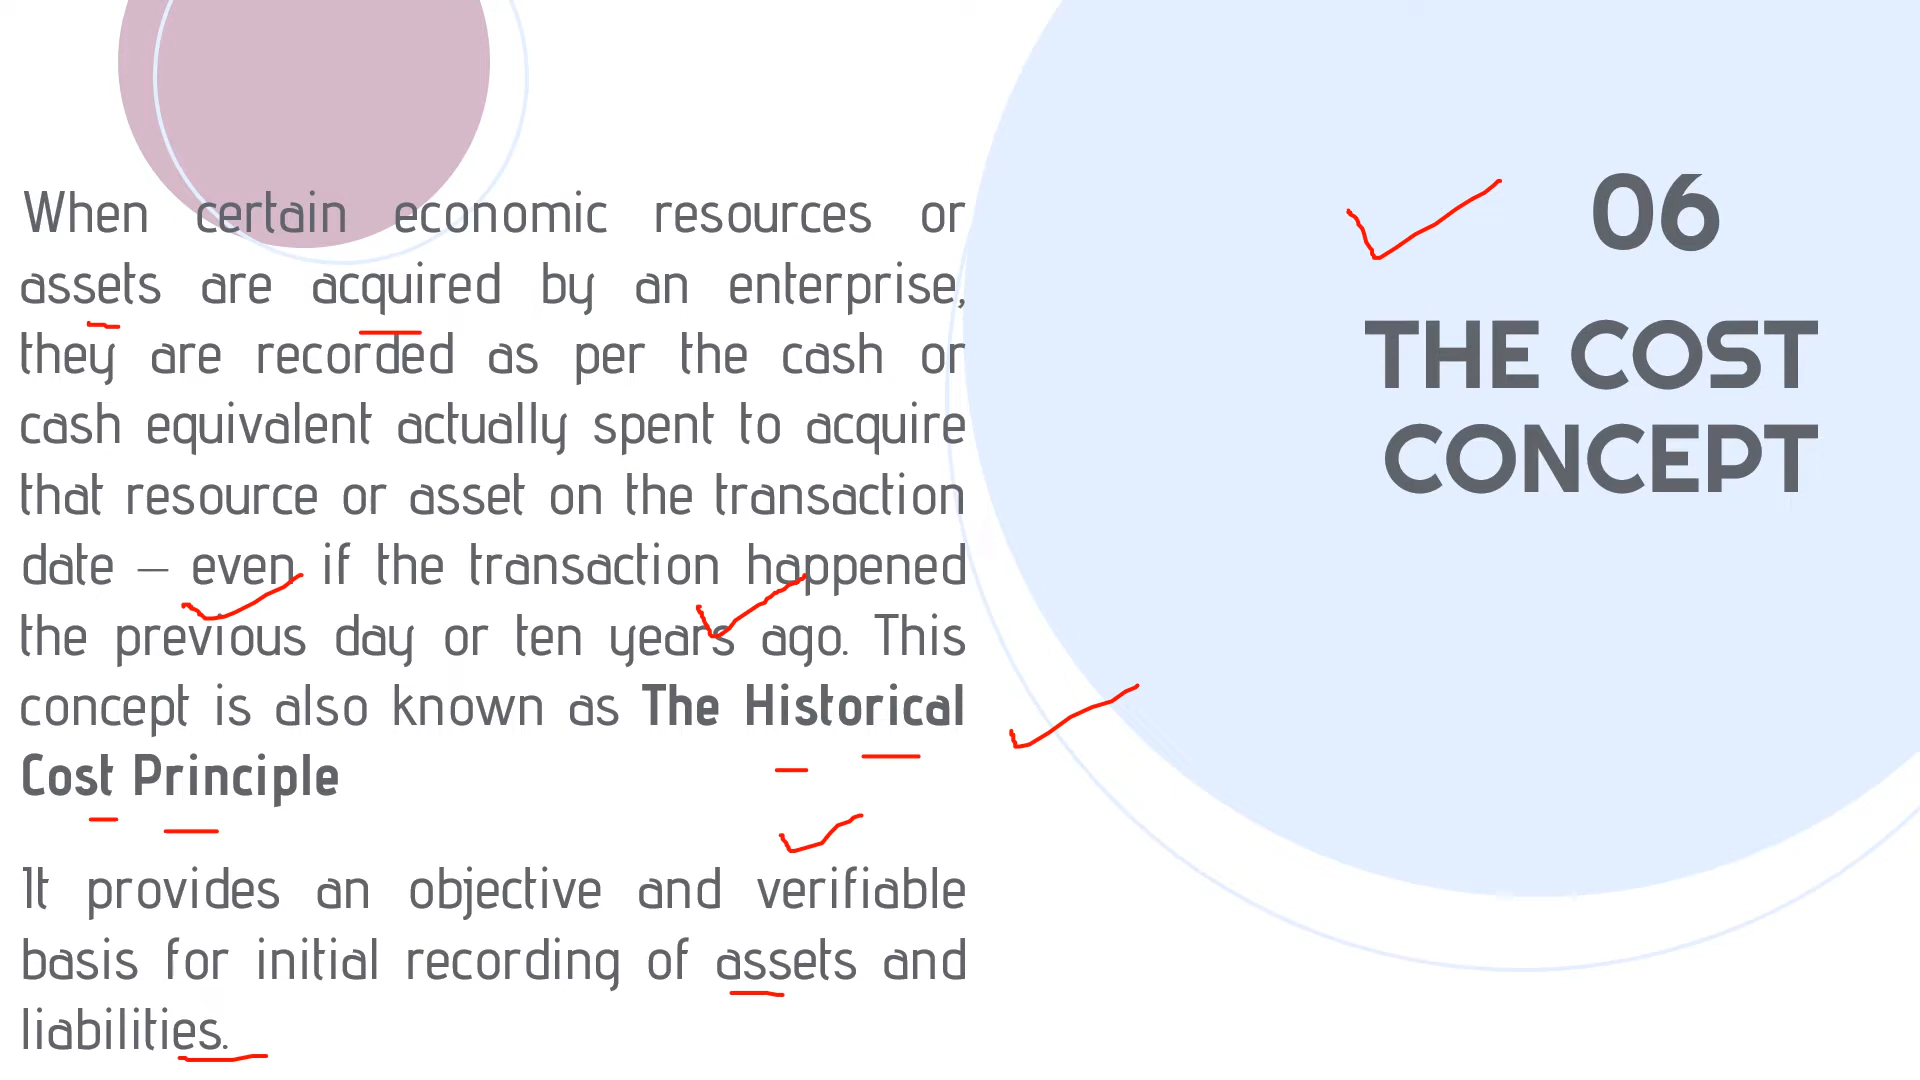 When certain economic resources or
assets are acquired by an enterprise,
they are recorded as per the cash or
cash equivalent actually spent to acquire
that resource or asset on the transaction
date – even if the transaction happened
the previous day or ten years ago. This
concept is also known as The Historical
Cost Principle
It provides an objective and verifiable
basis for initial recording of assets and
liabilities.
06
THE COST
CONCEPT